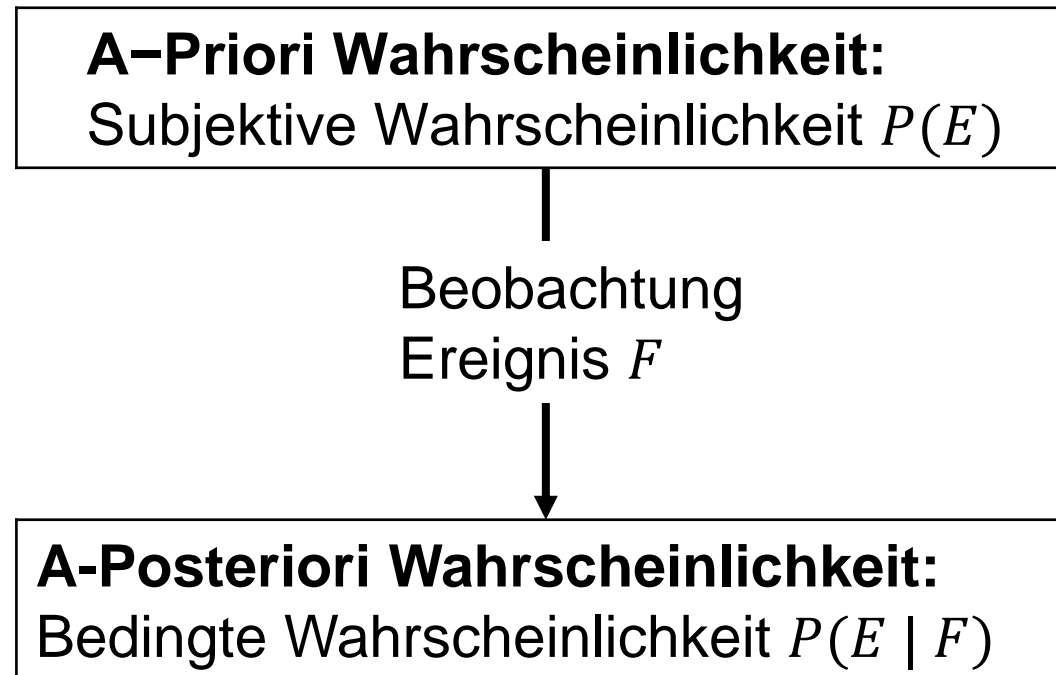 A−Priori Wahrscheinlichkeit:
Subjektive Wahrscheinlichkeit P(E)
Beobachtung
Ereignis F
A-Posteriori Wahrscheinlichkeit:
Bedingte Wahrscheinlichkeit P(E | F)